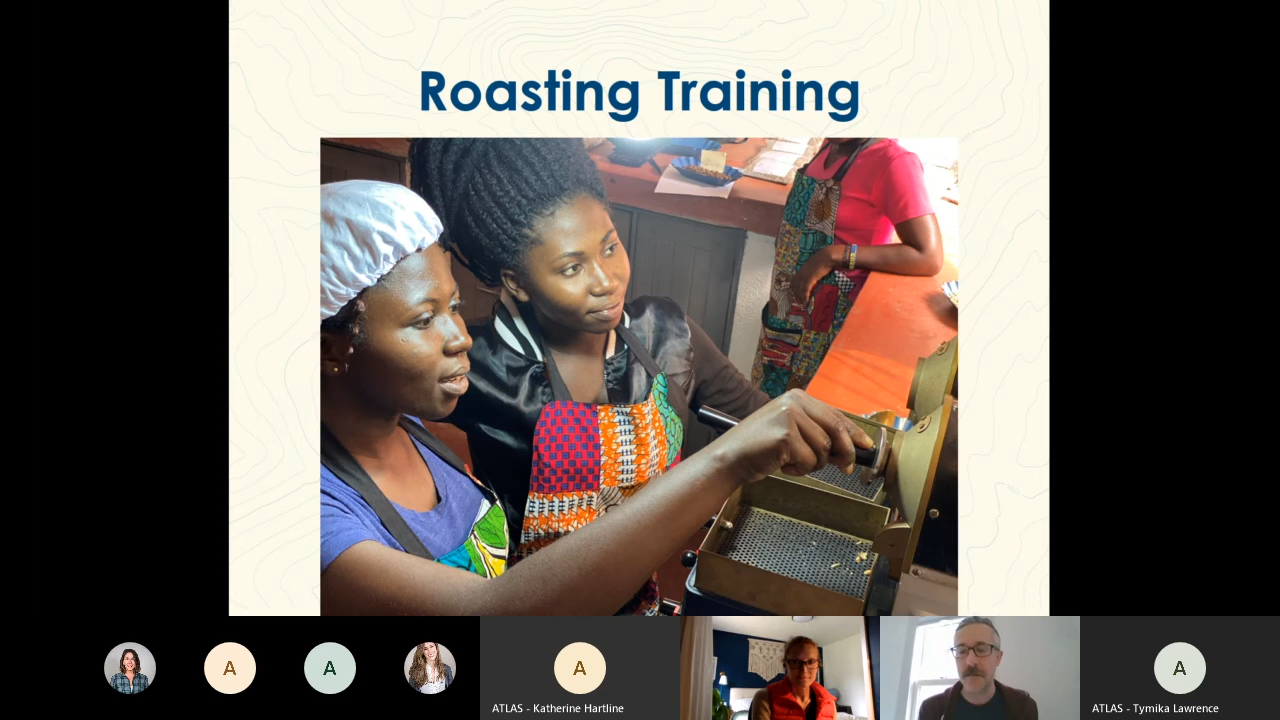 Roasting Training
A
A
A
ATLAS - Katherine Hartline
A
ATLAS - Tymika Lawrence